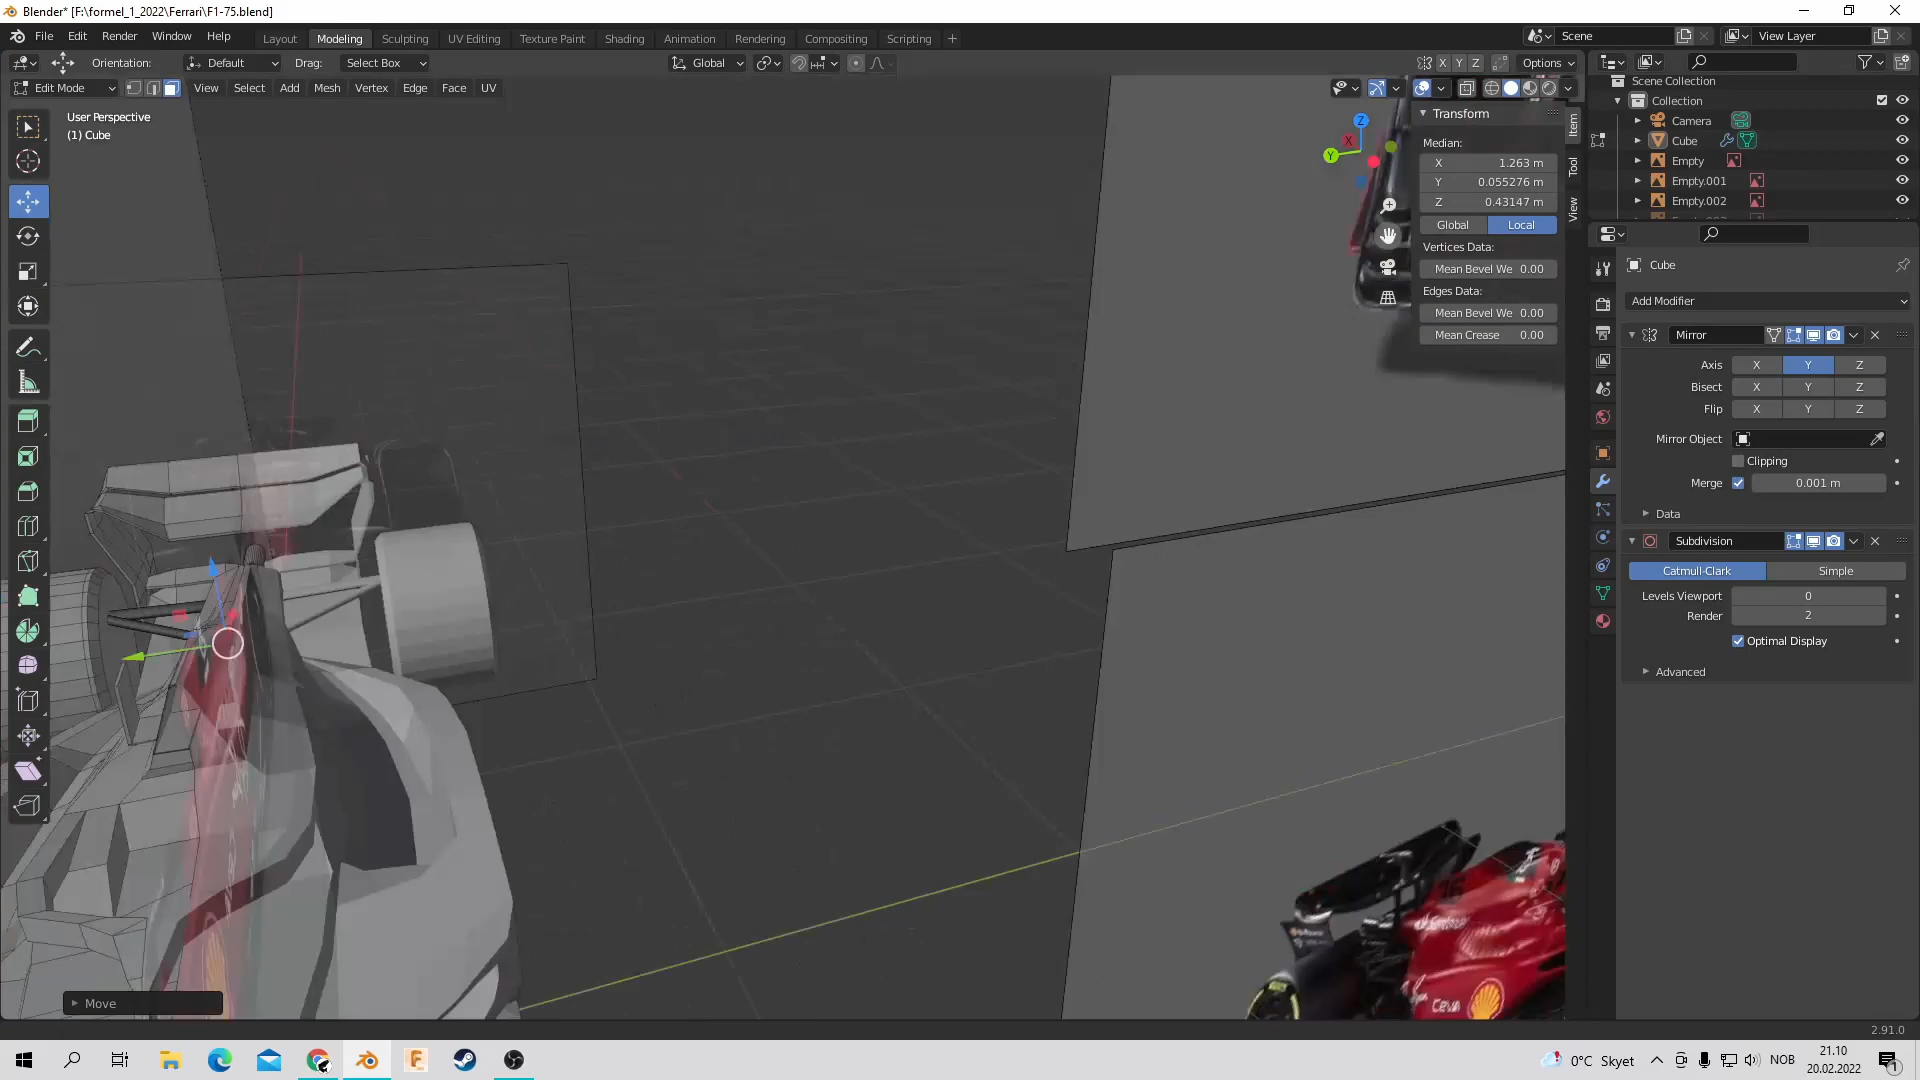 Blender* [F:\formel_1_2022\Ferrari\F1-75.blend]
File Edit Render Window Help
Layout Modeling Sculpting UV Editing Texture Paint Shading Animation Rendering Compositing Scripting +
Scene
View Layer
Orientation: Default Drag: Select Box Global X Y Z Options
Edit Mode View Select Add Mesh Vertex Edge Face UV
User Perspective
(1) Cube
Z
X
Y
Transform
Median:
X 1.263 m
Y 0.055276 m
Z 0.43147 m
Global Local
Vertices Data:
Mean Bevel We 0.00
Edges Data:
Mean Bevel We 0.00
Mean Crease 0.00
Item
Tool
View
Scene Collection
Collection
Camera
Cube
Empty
Empty.001
Empty.002
Cube
Add Modifier
Mirror
Axis X Y Z
Bisect X Y Z
Flip X Y Z
Mirror Object
Clipping
Merge 0.001 m
Data
Subdivision
Catmull-Clark Simple
Levels Viewport 0
Render 2
Optimal Display
Advanced
Move
2.91.0
0°C Skyet
NOB
21.10
20.02.2022
1